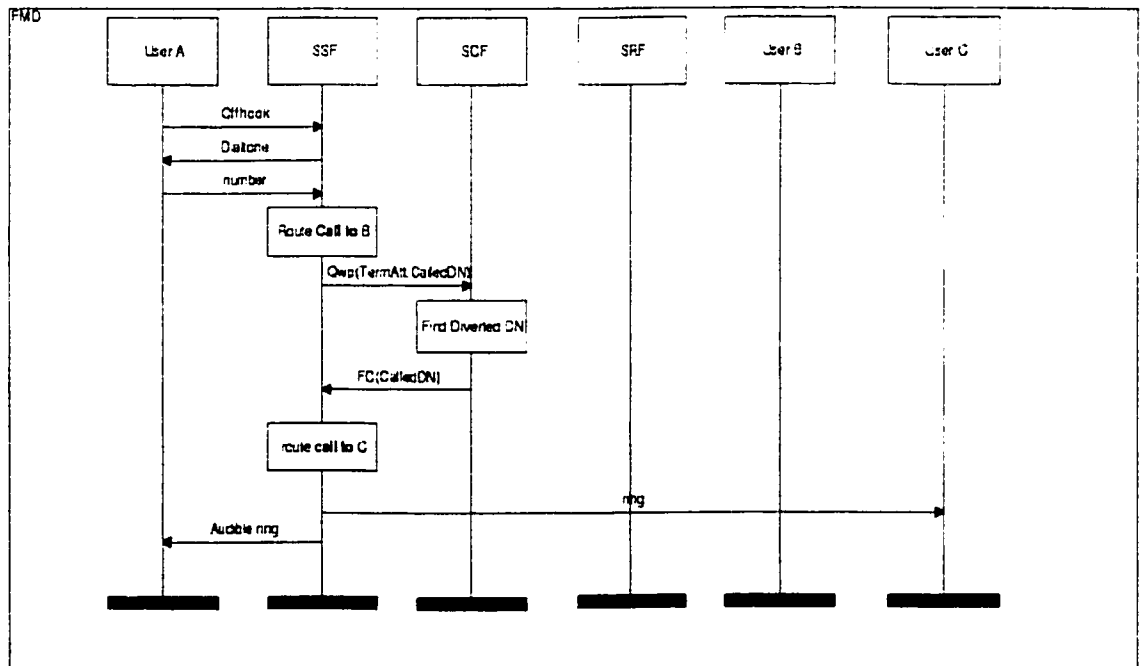 FMD
User A
SSF
SCF
SRF
User B
User C
Offhook
Dialtone
number
Route Call to B
Qwp(TermAtt.CalledDN)
Find Diverted DN
FC(CalledDN)
route call to C
ring
Audible ring